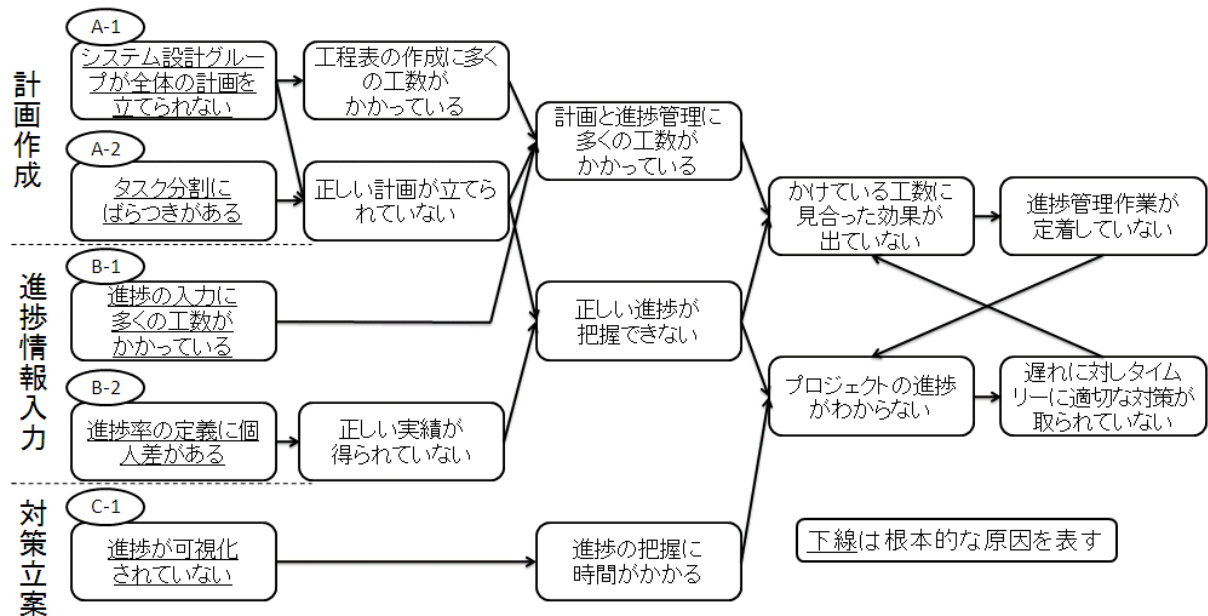 計画作成
A-1
システム設計グルー
プが全体の計画を
立てられない
工程表の作成に多く
の工数が
かかっている
計画と進捗管理に
多くの工数が
かかっている
A-2
タスク分割に
ばらつきがある
正しい計画が立てら
れていない
かけている工数に
見合った効果が
出ていない
進捗管理作業が
定着していない
進捗情報入力
B-1
進捗の入力に
多くの工数が
かかっている
正しい進捗が
把握できない
B-2
進捗率の定義に個
人差がある
正しい実績が
得られていない
プロジェクトの進捗
がわからない
遅れに対しタイム
リーに適切な対策が
取られていない
対策立案
C-1
進捗が可視化
されていない
進捗の把握に
時間がかかる
下線は根本的な原因を表す